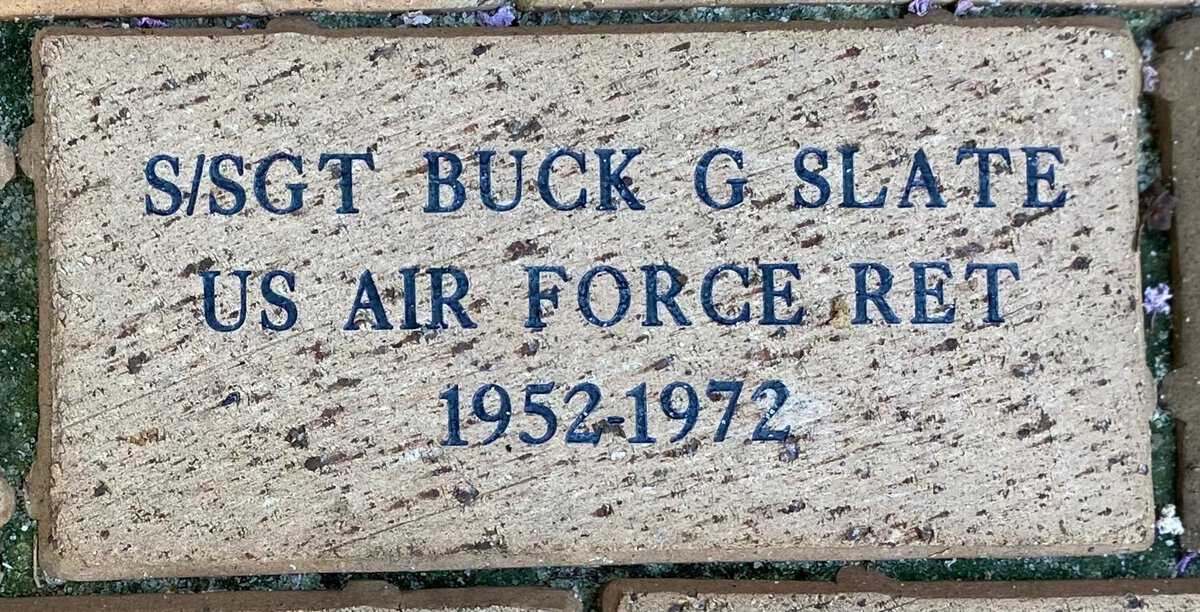 S/SGT BUCK G SLATE
US AIR FORCE RET
1952-1972